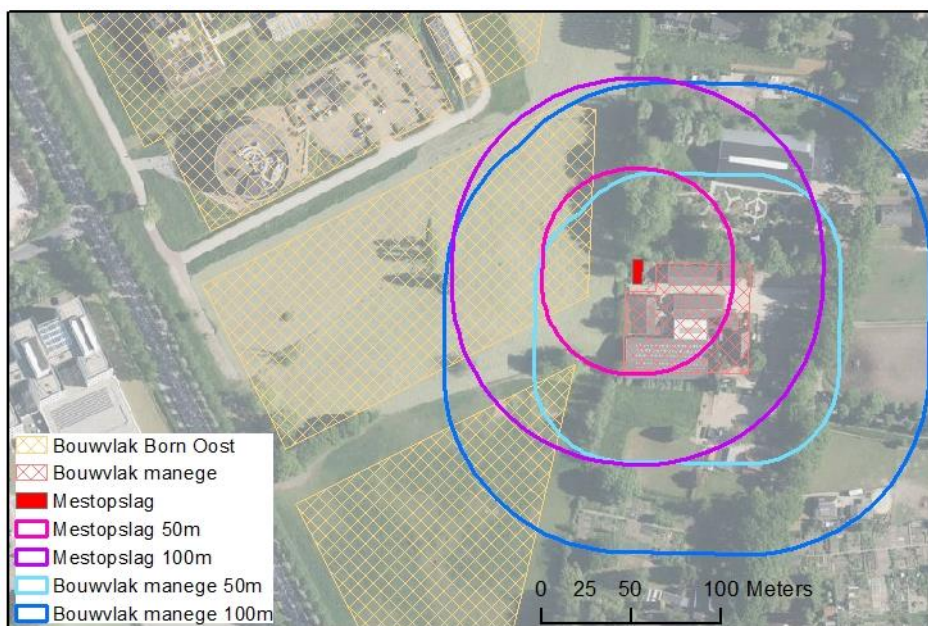 Bouwvlak Born Oost
Bouwvlak manege
Mestopslag
Mestopslag 50m
Mestopslag 100m
Bouwvlak manege 50m
Bouwvlak manege 100m
0 25 50 100 Meters